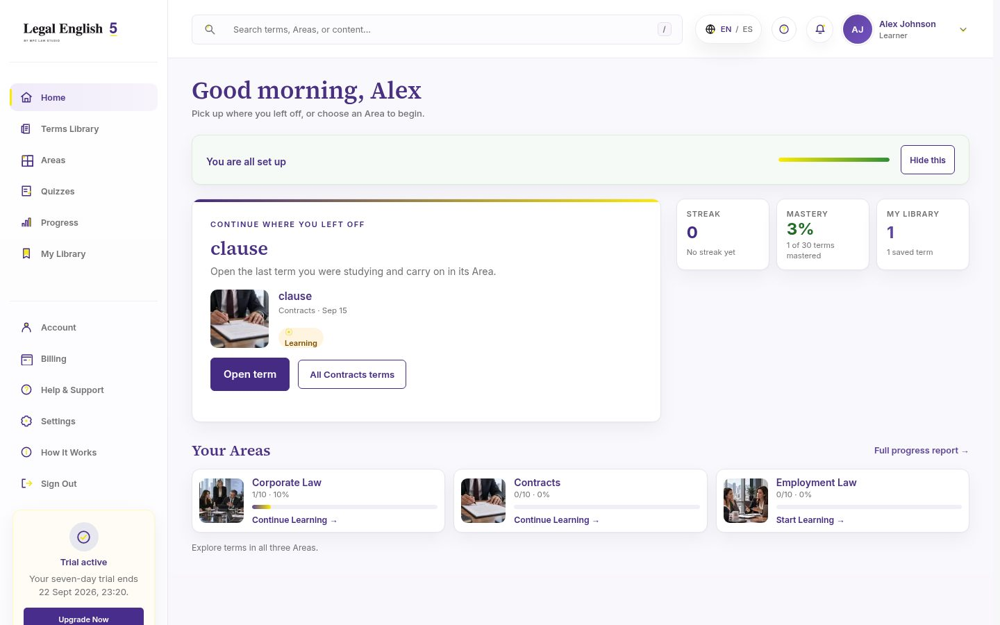 Legal English 5
BY MPC LAW STUDIO
Search terms, Areas, or content...
/
EN / ES
AJ
Alex Johnson
Learner
Home
Terms Library
Areas
Quizzes
Progress
My Library
Account
Billing
Help & Support
Settings
How It Works
Sign Out
Trial active
Your seven-day trial ends
22 Sept 2026, 23:20.
Upgrade Now
Good morning, Alex
Pick up where you left off, or choose an Area to begin.
You are all set up
Hide this
CONTINUE WHERE YOU LEFT OFF
clause
Open the last term you were studying and carry on in its Area.
clause
Contracts · Sep 15
Learning
Open term
All Contracts terms
STREAK
0
No streak yet
MASTERY
3%
1 of 30 terms
mastered
MY LIBRARY
1
1 saved term
Your Areas
Full progress report →
Corporate Law
1/10 · 10%
Continue Learning →
Contracts
0/10 · 0%
Continue Learning →
Employment Law
0/10 · 0%
Start Learning →
Explore terms in all three Areas.